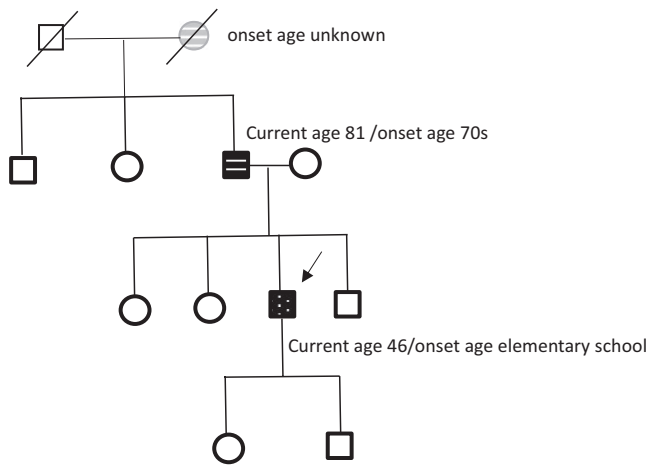 onset age unknown
Current age 81 /onset age 70s
Current age 46/onset age elementary school